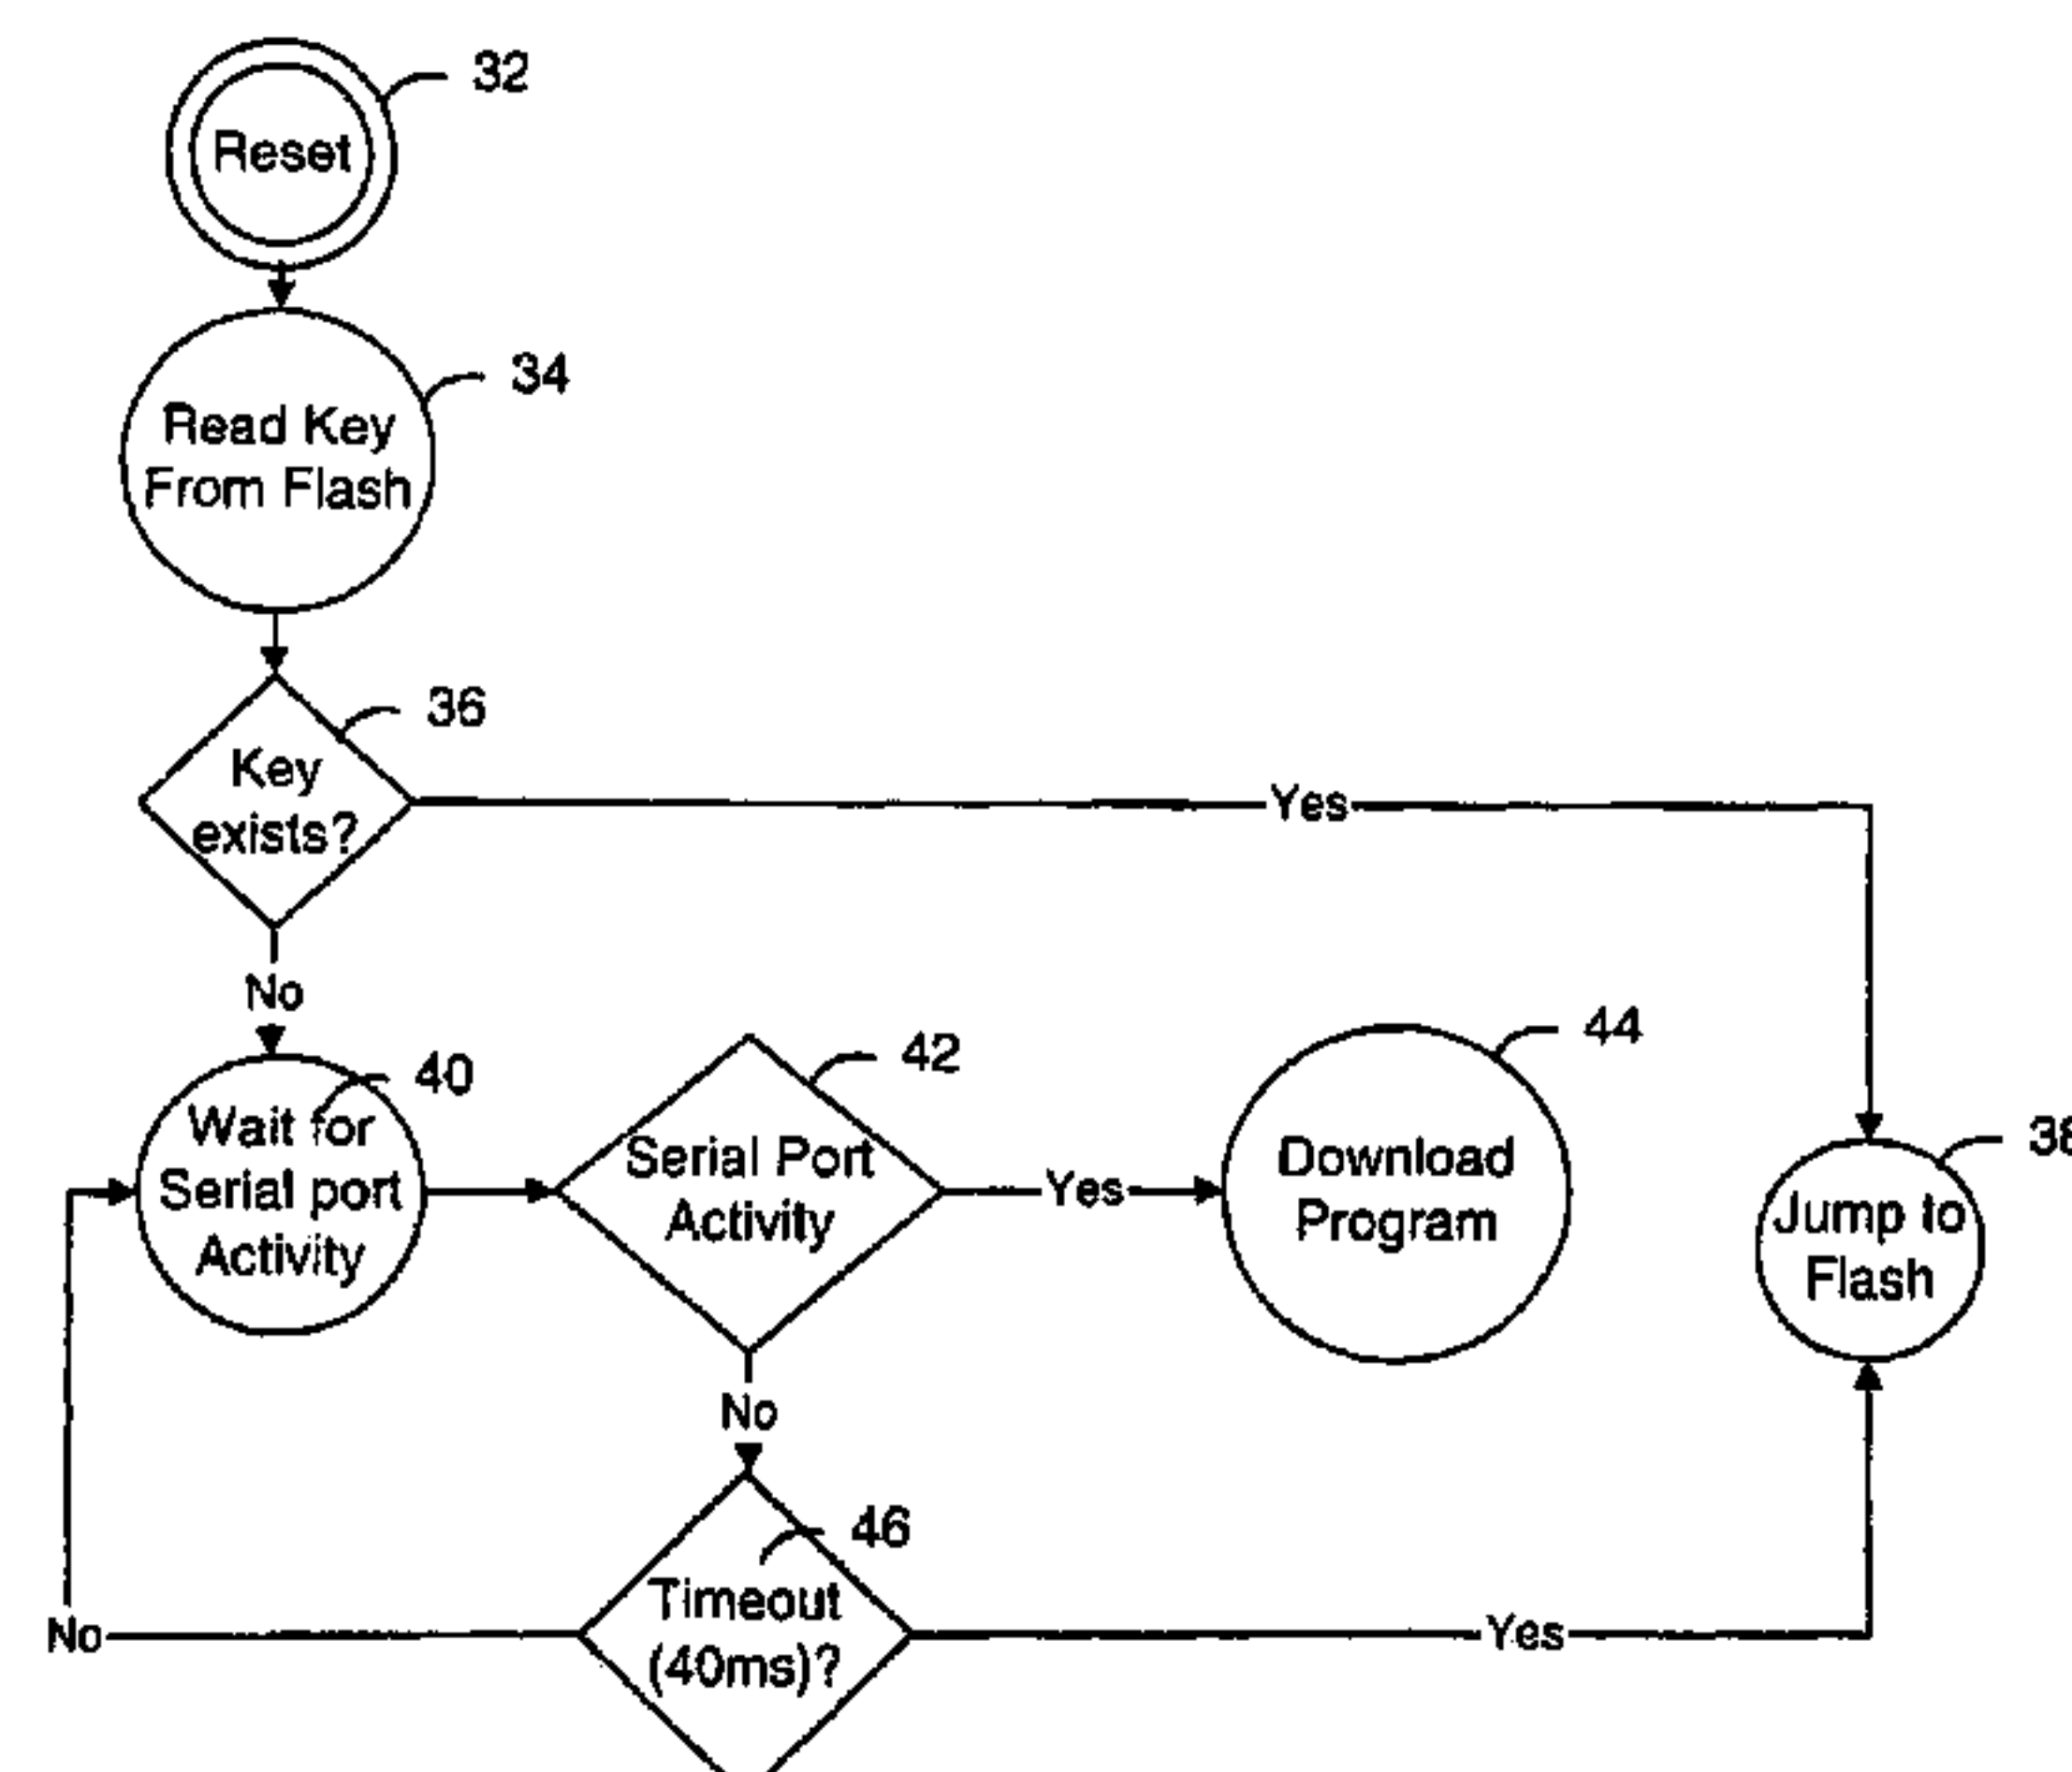 32
Reset
34
Read Key
From Flash
36
Key
exists?
Yes
No
40
Wait for
Serial port
Activity
42
Serial Port
Activity
Yes
44
Download
Program
38
Jump to
Flash
No
46
Timeout
(40ms)?
No
Yes